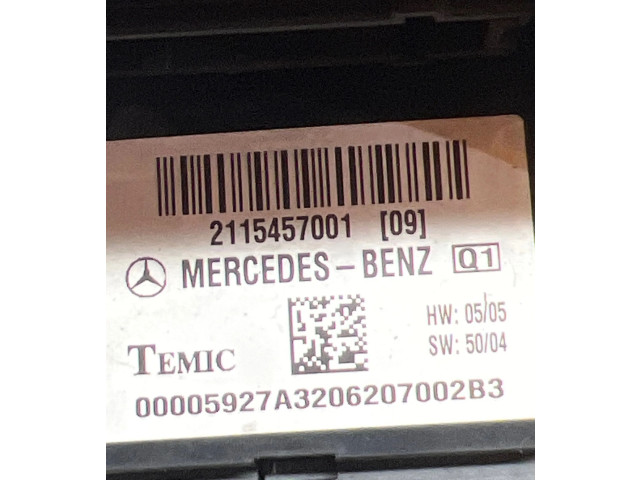 2115457001 [09]
MERCEDES-BENZ Q1
HW: 05/05
SW: 50/04
TEMIC
00005927A3206207002B3